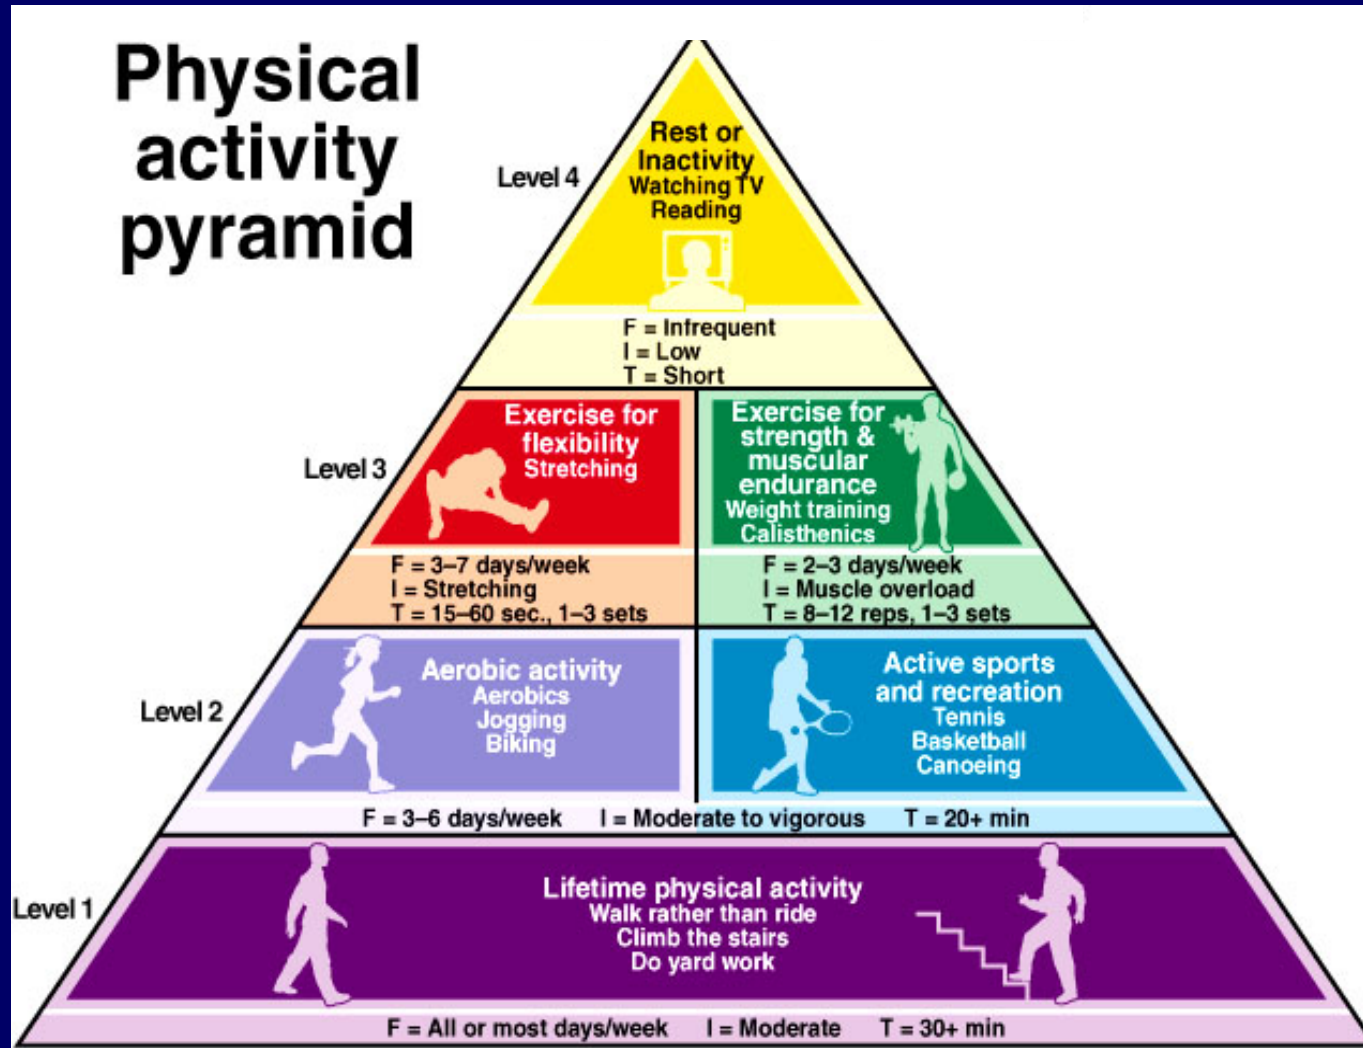 Physical
activity
pyramid
Level 4
Rest or
Inactivity
Watching TV
Reading
F = Infrequent
I = Low
T = Short
Level 3
Exercise for
flexibility
Stretching
F = 3–7 days/week
I = Stretching
T = 15–60 sec., 1–3 sets
Exercise for
strength &
muscular
endurance
Weight training
Calisthenics
F = 2–3 days/week
I = Muscle overload
T = 8–12 reps, 1–3 sets
Level 2
Aerobic activity
Aerobics
Jogging
Biking
Active sports
and recreation
Tennis
Basketball
Canoeing
F = 3–6 days/week I = Moderate to vigorous T = 20+ min
Level 1
Lifetime physical activity
Walk rather than ride
Climb the stairs
Do yard work
F = All or most days/week I = Moderate T = 30+ min